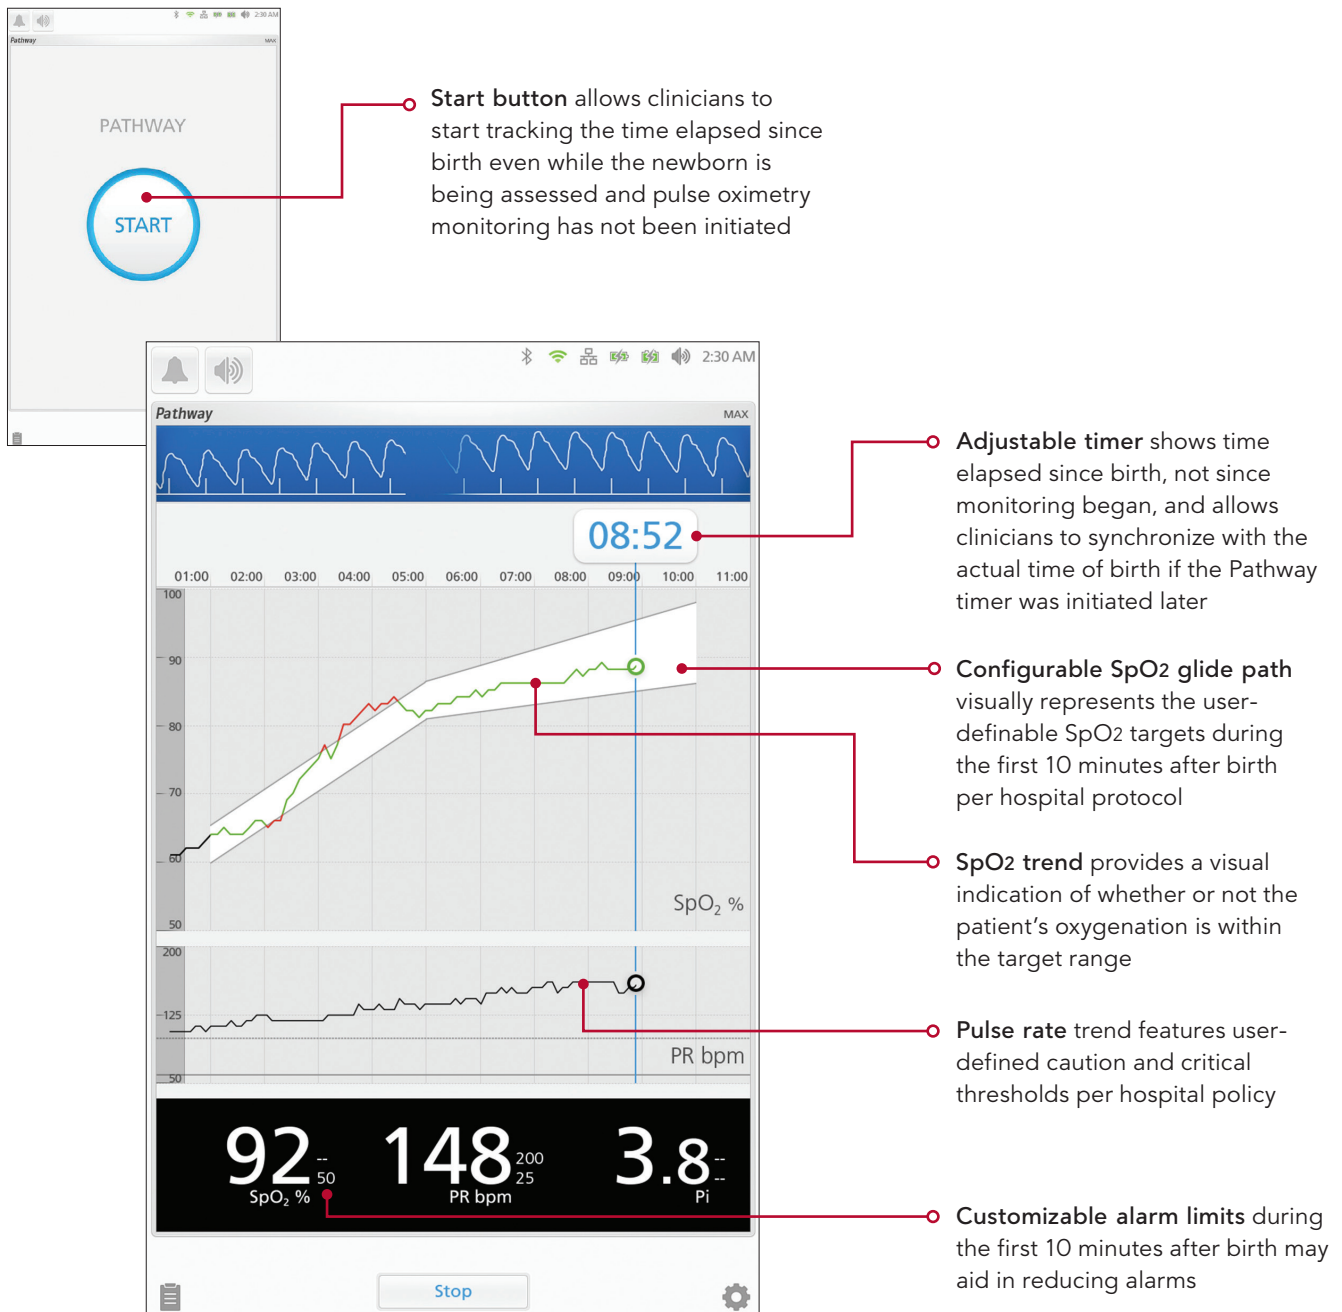 2:30 AM
Pathway
MAX
PATHWAY
START
Start button allows clinicians to
start tracking the time elapsed since
birth even while the newborn is
being assessed and pulse oximetry
monitoring has not been initiated
2:30 AM
Pathway
MAX
08:52
01:00 02:00 03:00 04:00 05:00 06:00 07:00 08:00 09:00 10:00 11:00
100
90
80
70
60
50
SpO₂ %
200
125
50
PR bpm
92 -- 50 148 200 25 3.8 -- --
SpO₂ % PR bpm Pi
Stop
Adjustable timer shows time
elapsed since birth, not since
monitoring began, and allows
clinicians to synchronize with the
actual time of birth if the Pathway
timer was initiated later
Configurable SpO2 glide path
visually represents the user-
definable SpO2 targets during
the first 10 minutes after birth
per hospital protocol
SpO2 trend provides a visual
indication of whether or not the
patient's oxygenation is within
the target range
Pulse rate trend features user-
defined caution and critical
thresholds per hospital policy
Customizable alarm limits during
the first 10 minutes after birth may
aid in reducing alarms